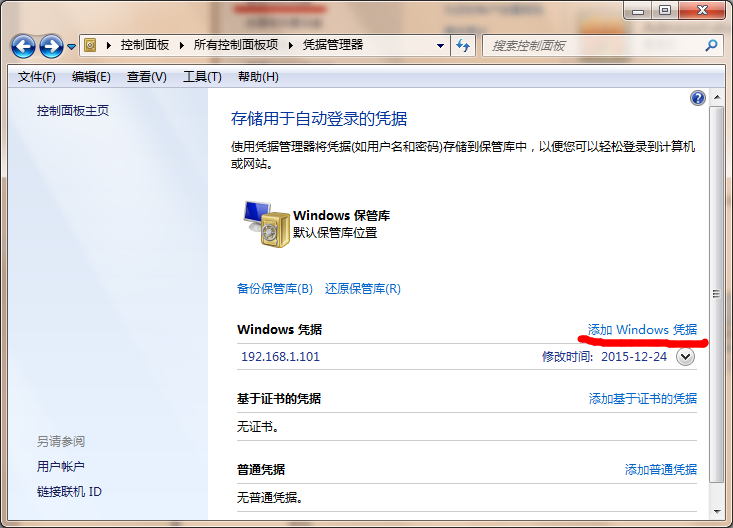 控制面板 所有控制面板项 凭据管理器 搜索控制面板
文件(F) 编辑(E) 查看(V) 工具(T) 帮助(H)
控制面板主页
存储用于自动登录的凭据
使用凭据管理器将凭据(如用户名和密码)存储到保管库中，以便您可以轻松登录到计算机
或网站。
Windows 保管库
默认保管库位置
备份保管库(B) 还原保管库(R)
Windows 凭据 添加 Windows 凭据
192.168.1.101 修改时间: 2015-12-24
基于证书的凭据 添加基于证书的凭据
无证书。
普通凭据 添加普通凭据
无普通凭据。
另请参阅
用户帐户
链接联机 ID